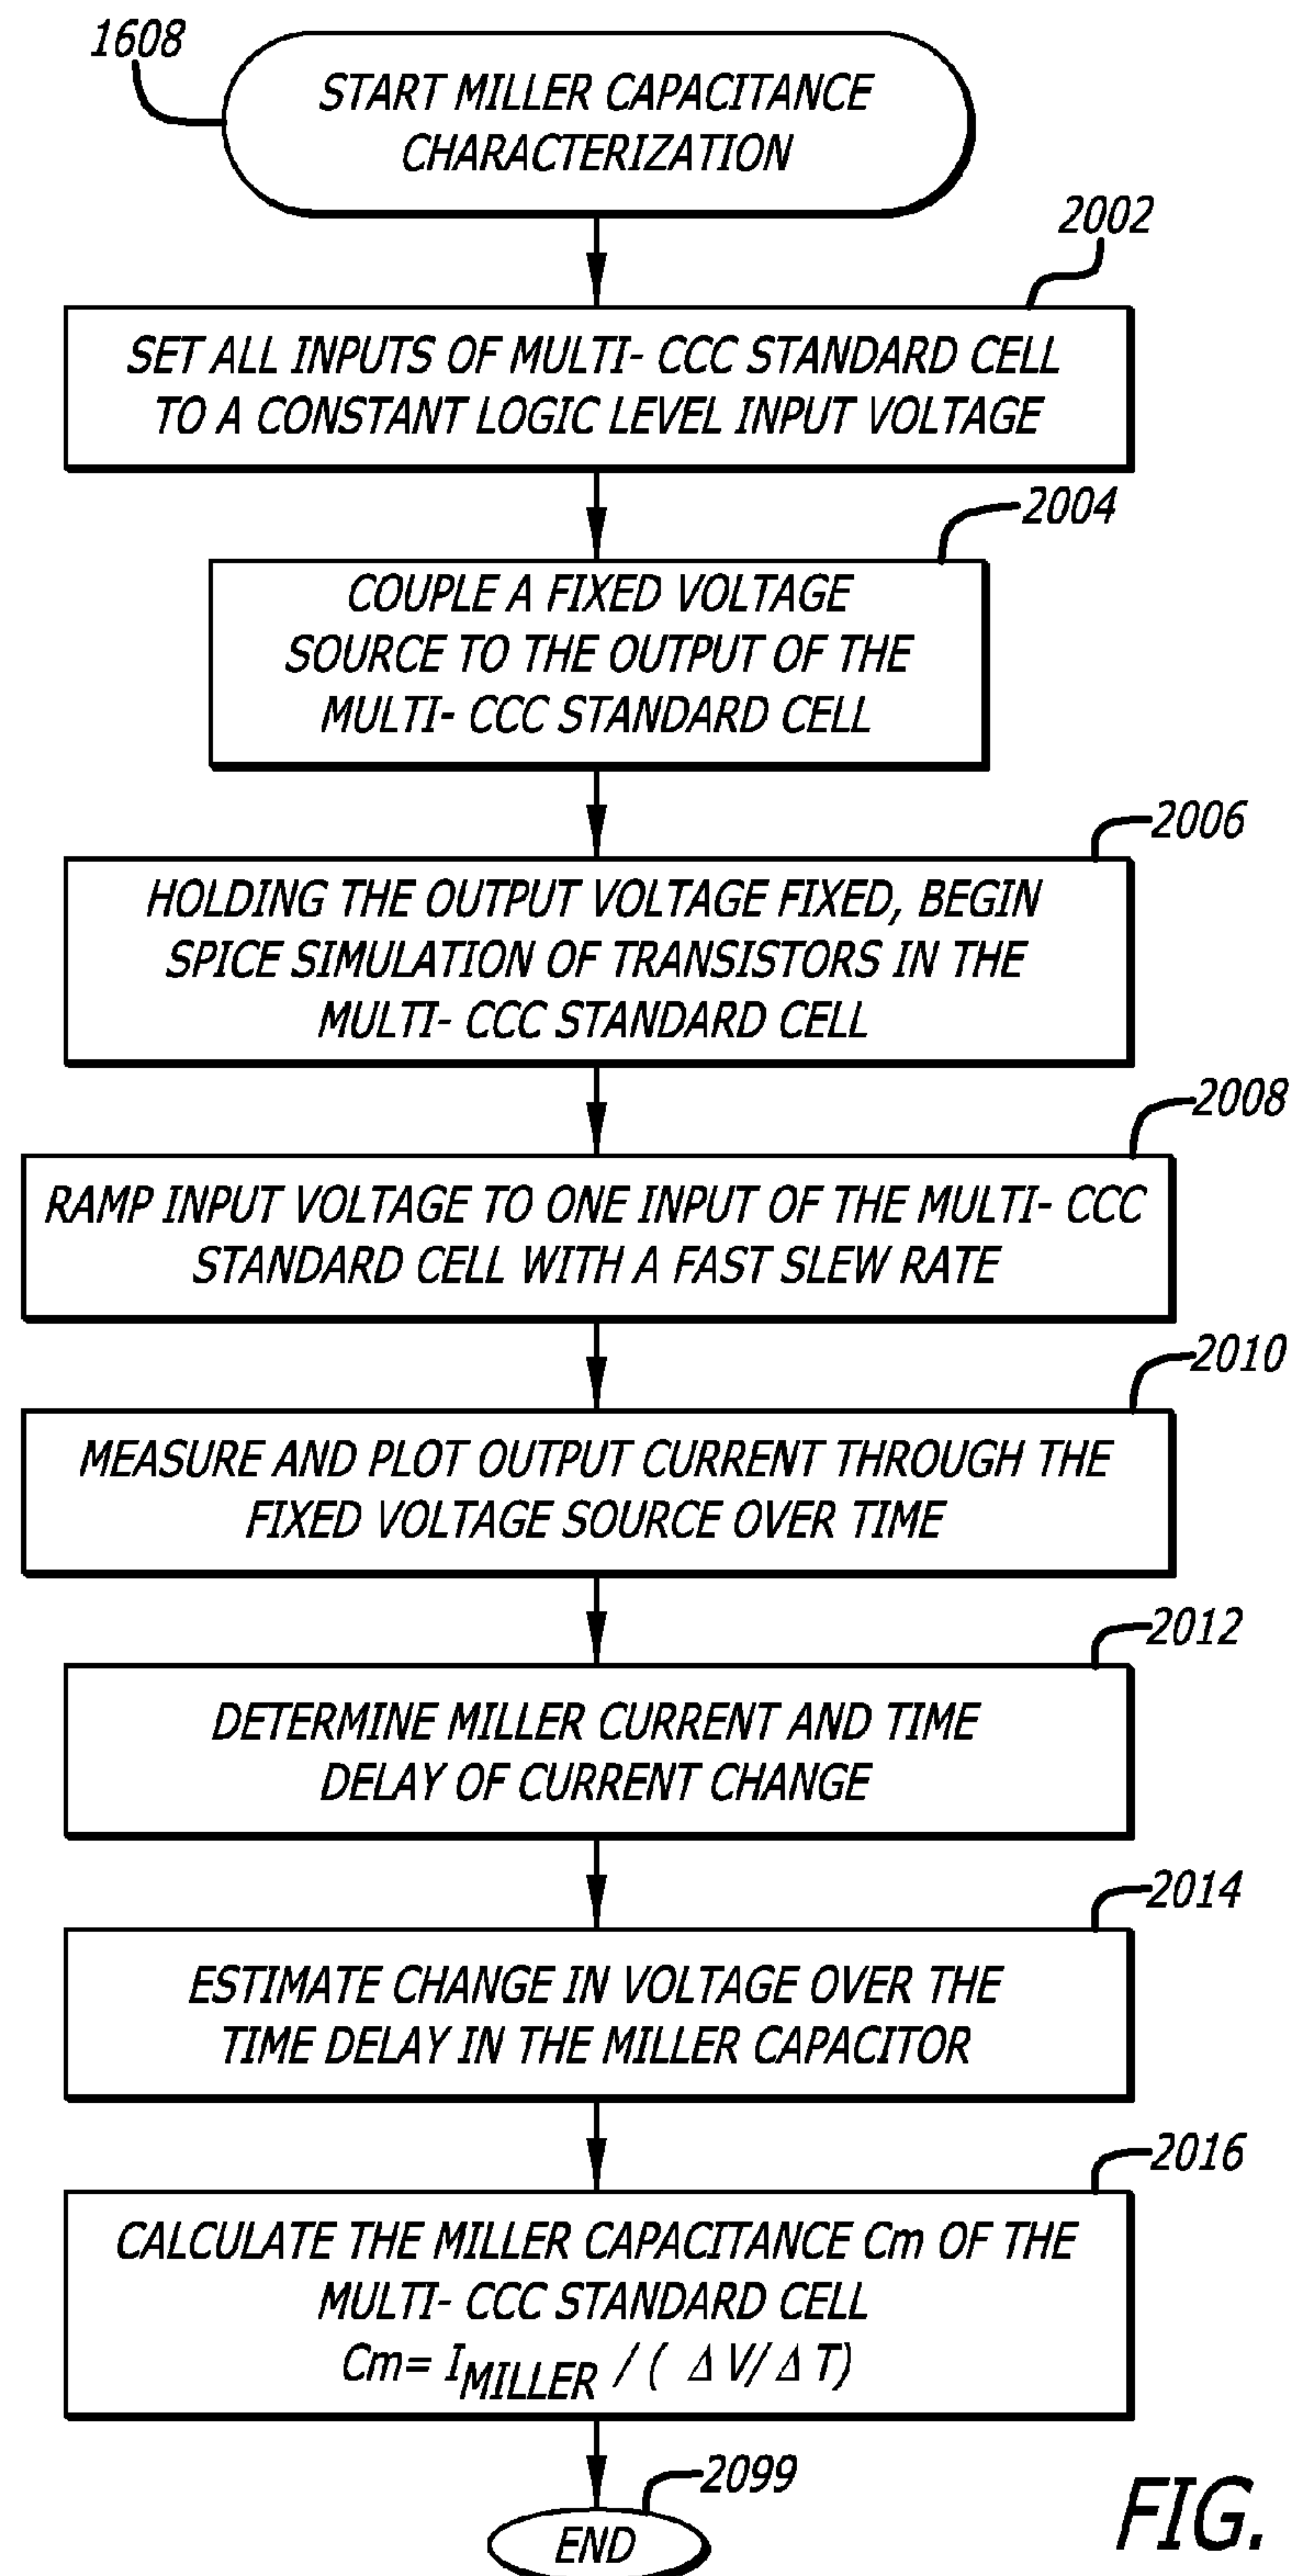 1608
START MILLER CAPACITANCE
CHARACTERIZATION
2002
SET ALL INPUTS OF MULTI- CCC STANDARD CELL
TO A CONSTANT LOGIC LEVEL INPUT VOLTAGE
2004
COUPLE A FIXED VOLTAGE
SOURCE TO THE OUTPUT OF THE
MULTI- CCC STANDARD CELL
2006
HOLDING THE OUTPUT VOLTAGE FIXED, BEGIN
SPICE SIMULATION OF TRANSISTORS IN THE
MULTI- CCC STANDARD CELL
2008
RAMP INPUT VOLTAGE TO ONE INPUT OF THE MULTI- CCC
STANDARD CELL WITH A FAST SLEW RATE
2010
MEASURE AND PLOT OUTPUT CURRENT THROUGH THE
FIXED VOLTAGE SOURCE OVER TIME
2012
DETERMINE MILLER CURRENT AND TIME
DELAY OF CURRENT CHANGE
2014
ESTIMATE CHANGE IN VOLTAGE OVER THE
TIME DELAY IN THE MILLER CAPACITOR
2016
CALCULATE THE MILLER CAPACITANCE Cm OF THE
MULTI- CCC STANDARD CELL
Cm= I MILLER / ( Δ V/ Δ T)
2099
END
FIG.